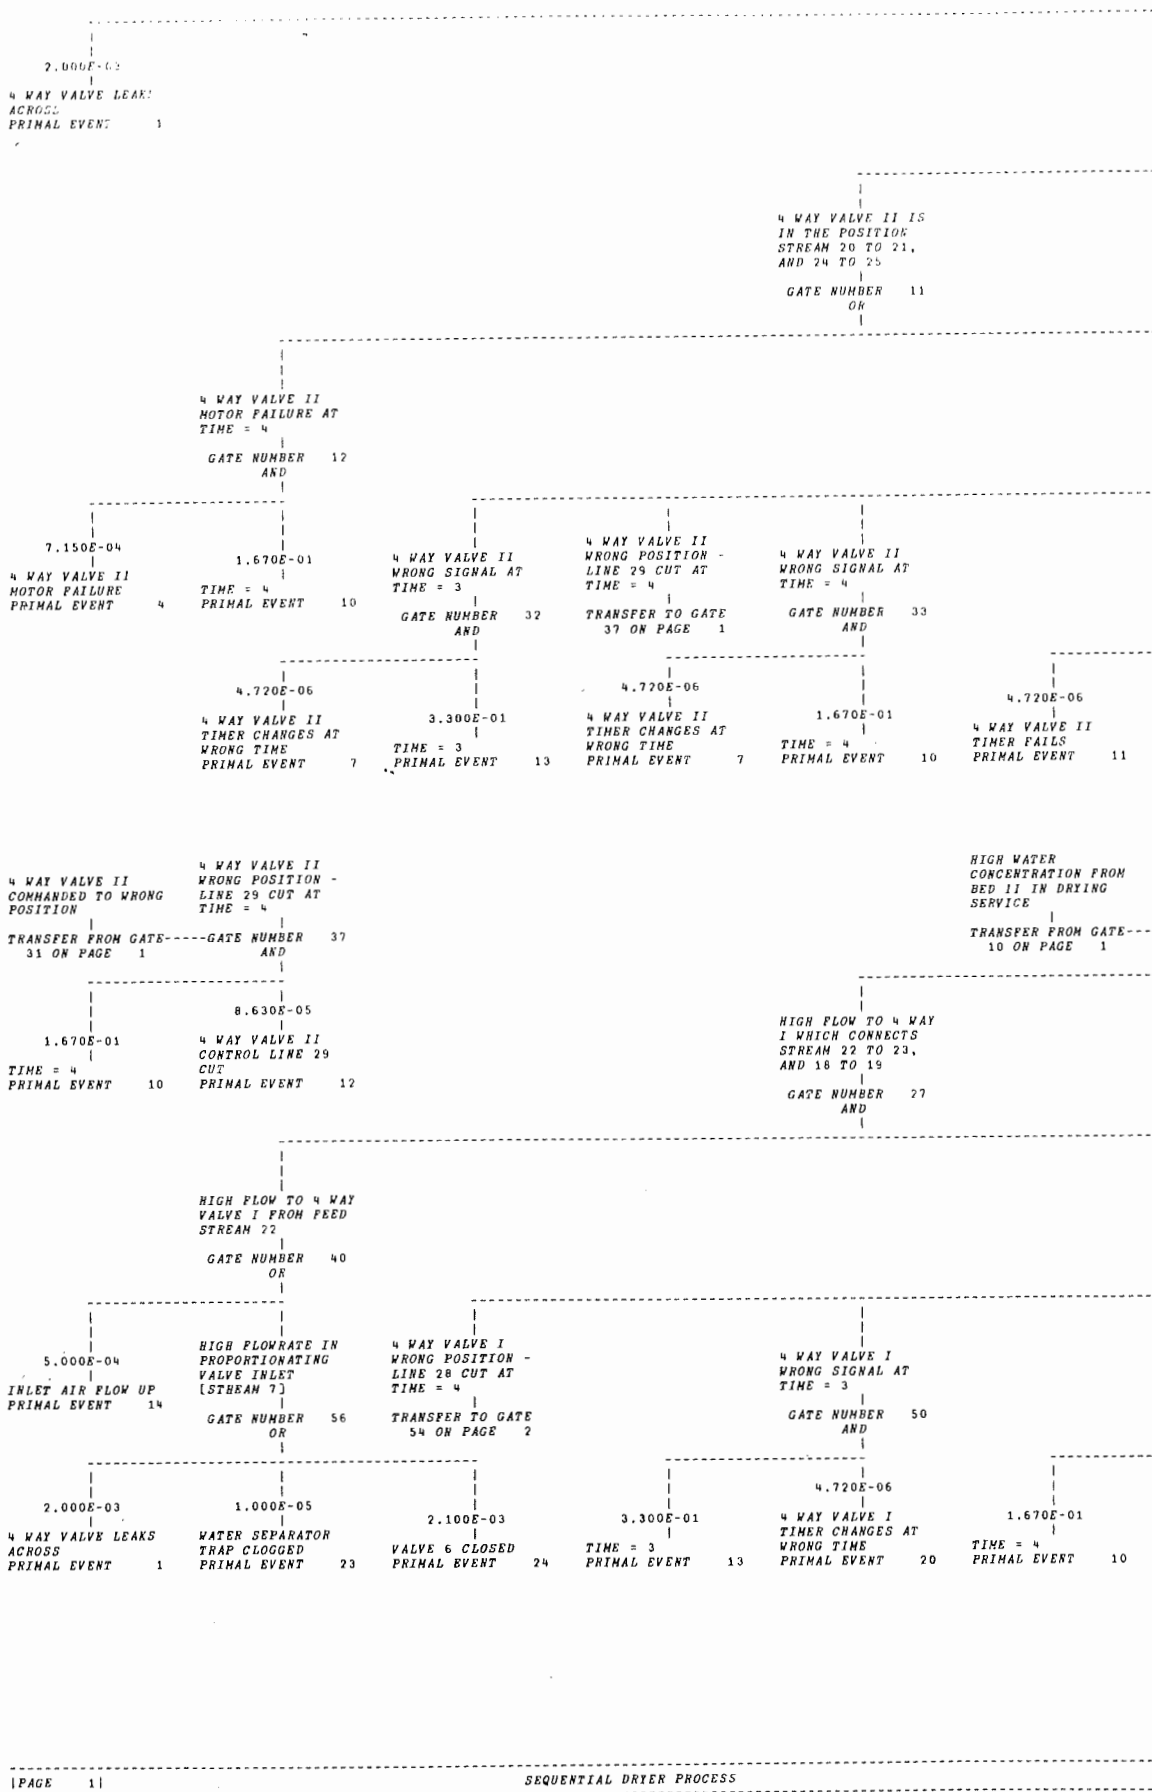 2.000E-03
4 WAY VALVE LEAKS
ACROSS
PRIMAL EVENT 1
4 WAY VALVE II IS
IN THE POSITION
STREAM 20 TO 21,
AND 24 TO 25
GATE NUMBER 11
OR
4 WAY VALVE II
MOTOR FAILURE AT
TIME = 4
GATE NUMBER 12
AND
7.150E-04
4 WAY VALVE II
MOTOR FAILURE
PRIMAL EVENT 4
1.670E-01
TIME = 4
PRIMAL EVENT 10
4 WAY VALVE II
WRONG SIGNAL AT
TIME = 3
GATE NUMBER 32
AND
4 WAY VALVE II
WRONG POSITION -
LINE 29 CUT AT
TIME = 4
TRANSFER TO GATE
37 ON PAGE 1
4 WAY VALVE II
WRONG SIGNAL AT
TIME = 4
GATE NUMBER 33
AND
4.720E-06
4 WAY VALVE II
TIMER CHANGES AT
WRONG TIME
PRIMAL EVENT 7
3.300E-01
TIME = 3
PRIMAL EVENT 13
4.720E-06
4 WAY VALVE II
TIMER CHANGES AT
WRONG TIME
PRIMAL EVENT 7
1.670E-01
TIME = 4
PRIMAL EVENT 10
4.720E-06
4 WAY VALVE II
TIMER FAILS
PRIMAL EVENT 11
4 WAY VALVE II
COMMANDED TO WRONG
POSITION
TRANSFER FROM GATE
31 ON PAGE 1
4 WAY VALVE II
WRONG POSITION -
LINE 29 CUT AT
TIME = 4
GATE NUMBER 37
AND
1.670E-01
TIME = 4
PRIMAL EVENT 10
8.630E-05
4 WAY VALVE II
CONTROL LINE 29
CUT
PRIMAL EVENT 12
HIGH WATER
CONCENTRATION FROM
BED II IN DRYING
SERVICE
TRANSFER FROM GATE
10 ON PAGE 1
HIGH FLOW TO 4 WAY
I WHICH CONNECTS
STREAM 22 TO 23,
AND 18 TO 19
GATE NUMBER 27
AND
HIGH FLOW TO 4 WAY
VALVE I FROM FEED
STREAM 22
GATE NUMBER 40
OR
5.000E-04
INLET AIR FLOW UP
PRIMAL EVENT 14
HIGH FLOWRATE IN
PROPORTIONATING
VALVE INLET
[STREAM 7]
GATE NUMBER 56
OR
4 WAY VALVE I
WRONG POSITION -
LINE 28 CUT AT
TIME = 4
TRANSFER TO GATE
54 ON PAGE 2
4 WAY VALVE I
WRONG SIGNAL AT
TIME = 3
GATE NUMBER 50
AND
2.000E-03
4 WAY VALVE LEAKS
ACROSS
PRIMAL EVENT 1
1.000E-05
WATER SEPARATOR
TRAP CLOGGED
PRIMAL EVENT 23
2.100E-03
VALVE 6 CLOSED
PRIMAL EVENT 24
3.300E-01
TIME = 3
PRIMAL EVENT 13
4.720E-06
4 WAY VALVE I
TIMER CHANGES AT
WRONG TIME
PRIMAL EVENT 20
1.670E-01
TIME = 4
PRIMAL EVENT 10
|PAGE 1|
SEQUENTIAL DRIER PROCESS